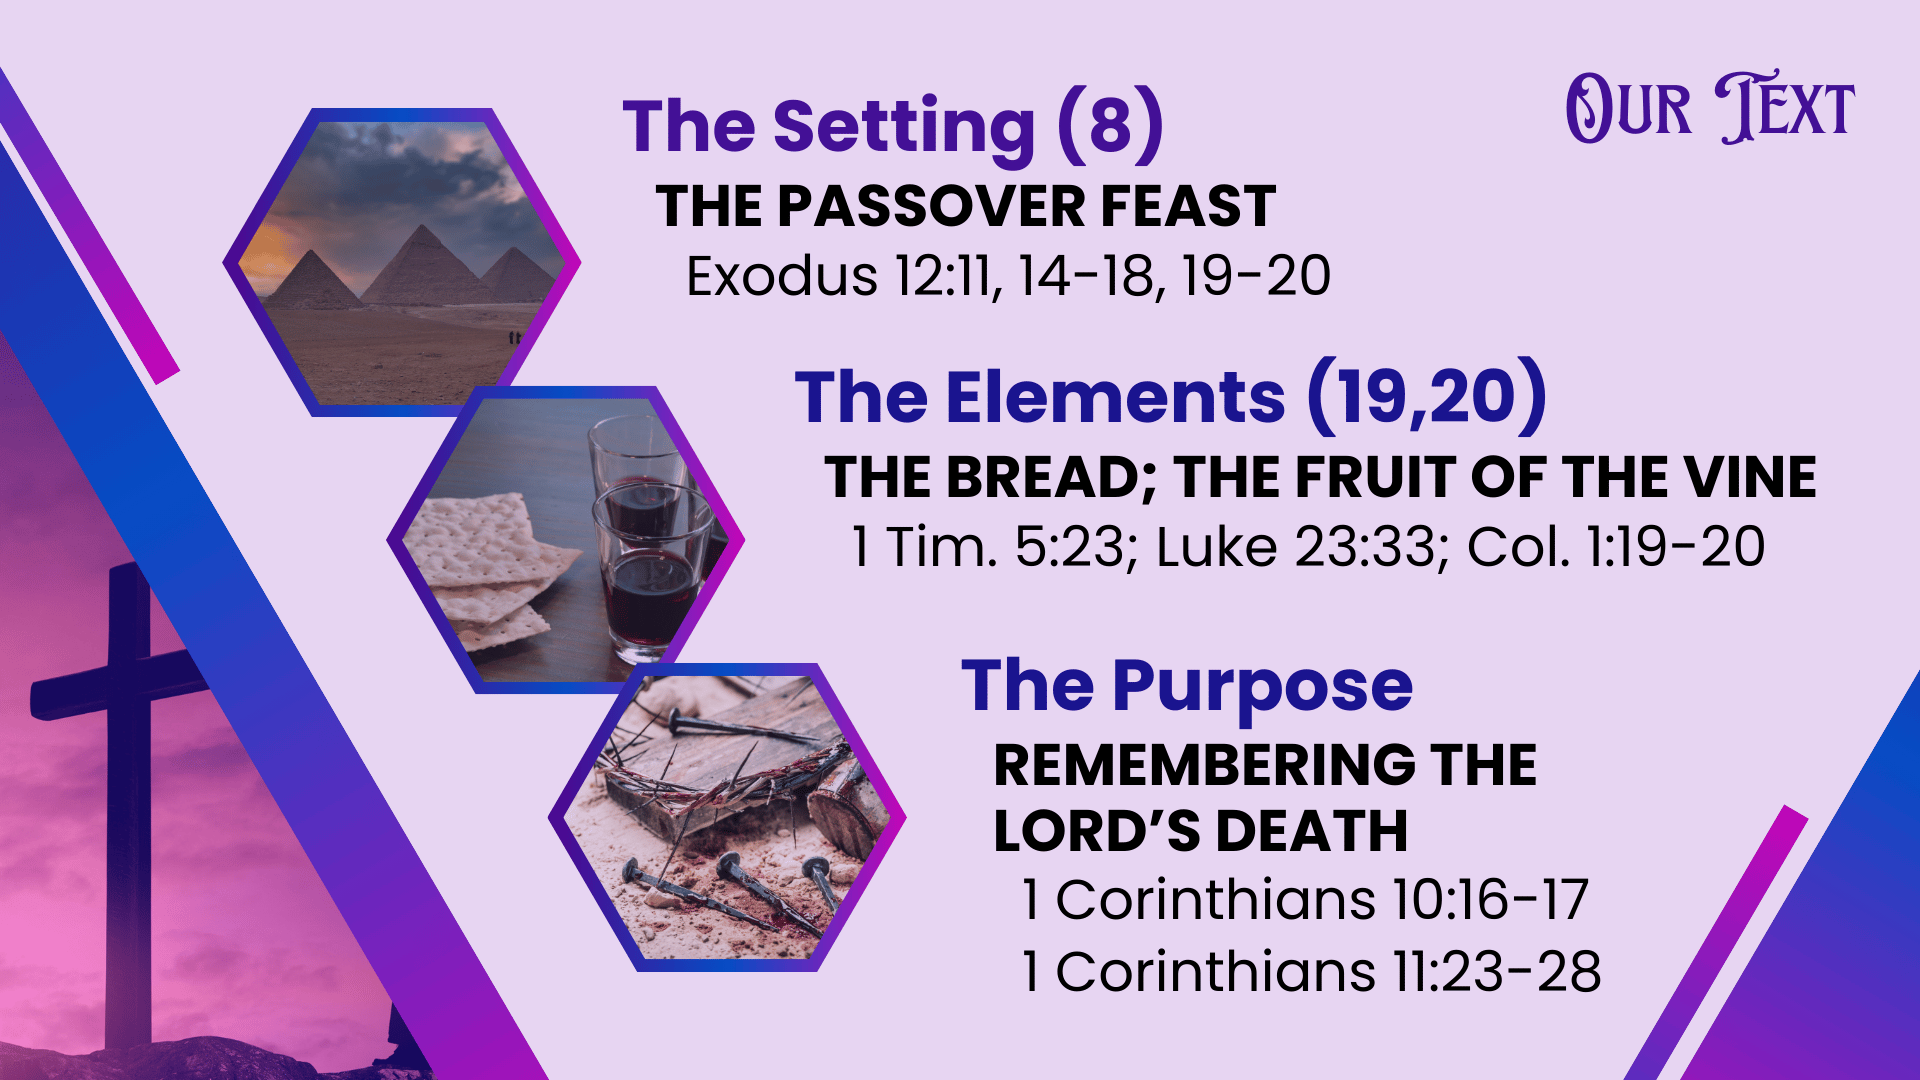 Our Text
The Setting (8)
THE PASSOVER FEAST
Exodus 12:11, 14-18, 19-20
The Elements (19,20)
THE BREAD; THE FRUIT OF THE VINE
1 Tim. 5:23; Luke 23:33; Col. 1:19-20
The Purpose
REMEMBERING THE
LORD’S DEATH
1 Corinthians 10:16-17
1 Corinthians 11:23-28